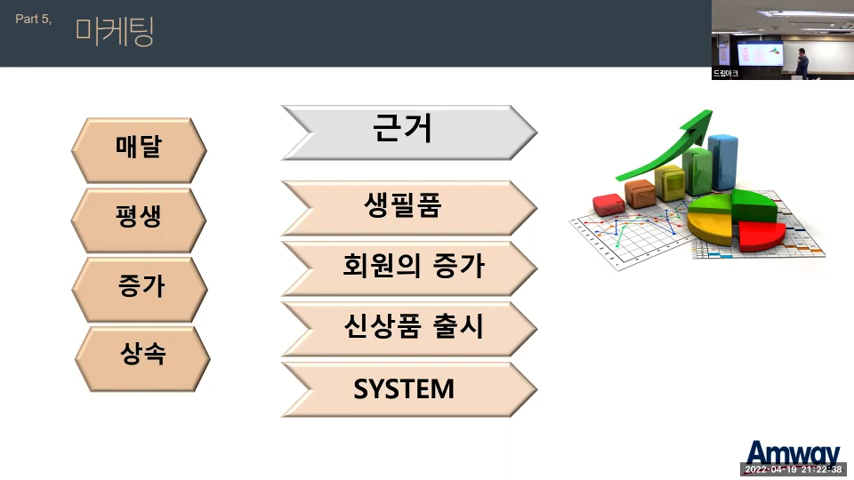 Part 5,
마케팅
드림아크
매달
평생
증가
상속
근거
생필품
회원의 증가
신상품 출시
SYSTEM
Amway
2022-04-19 21:22:38